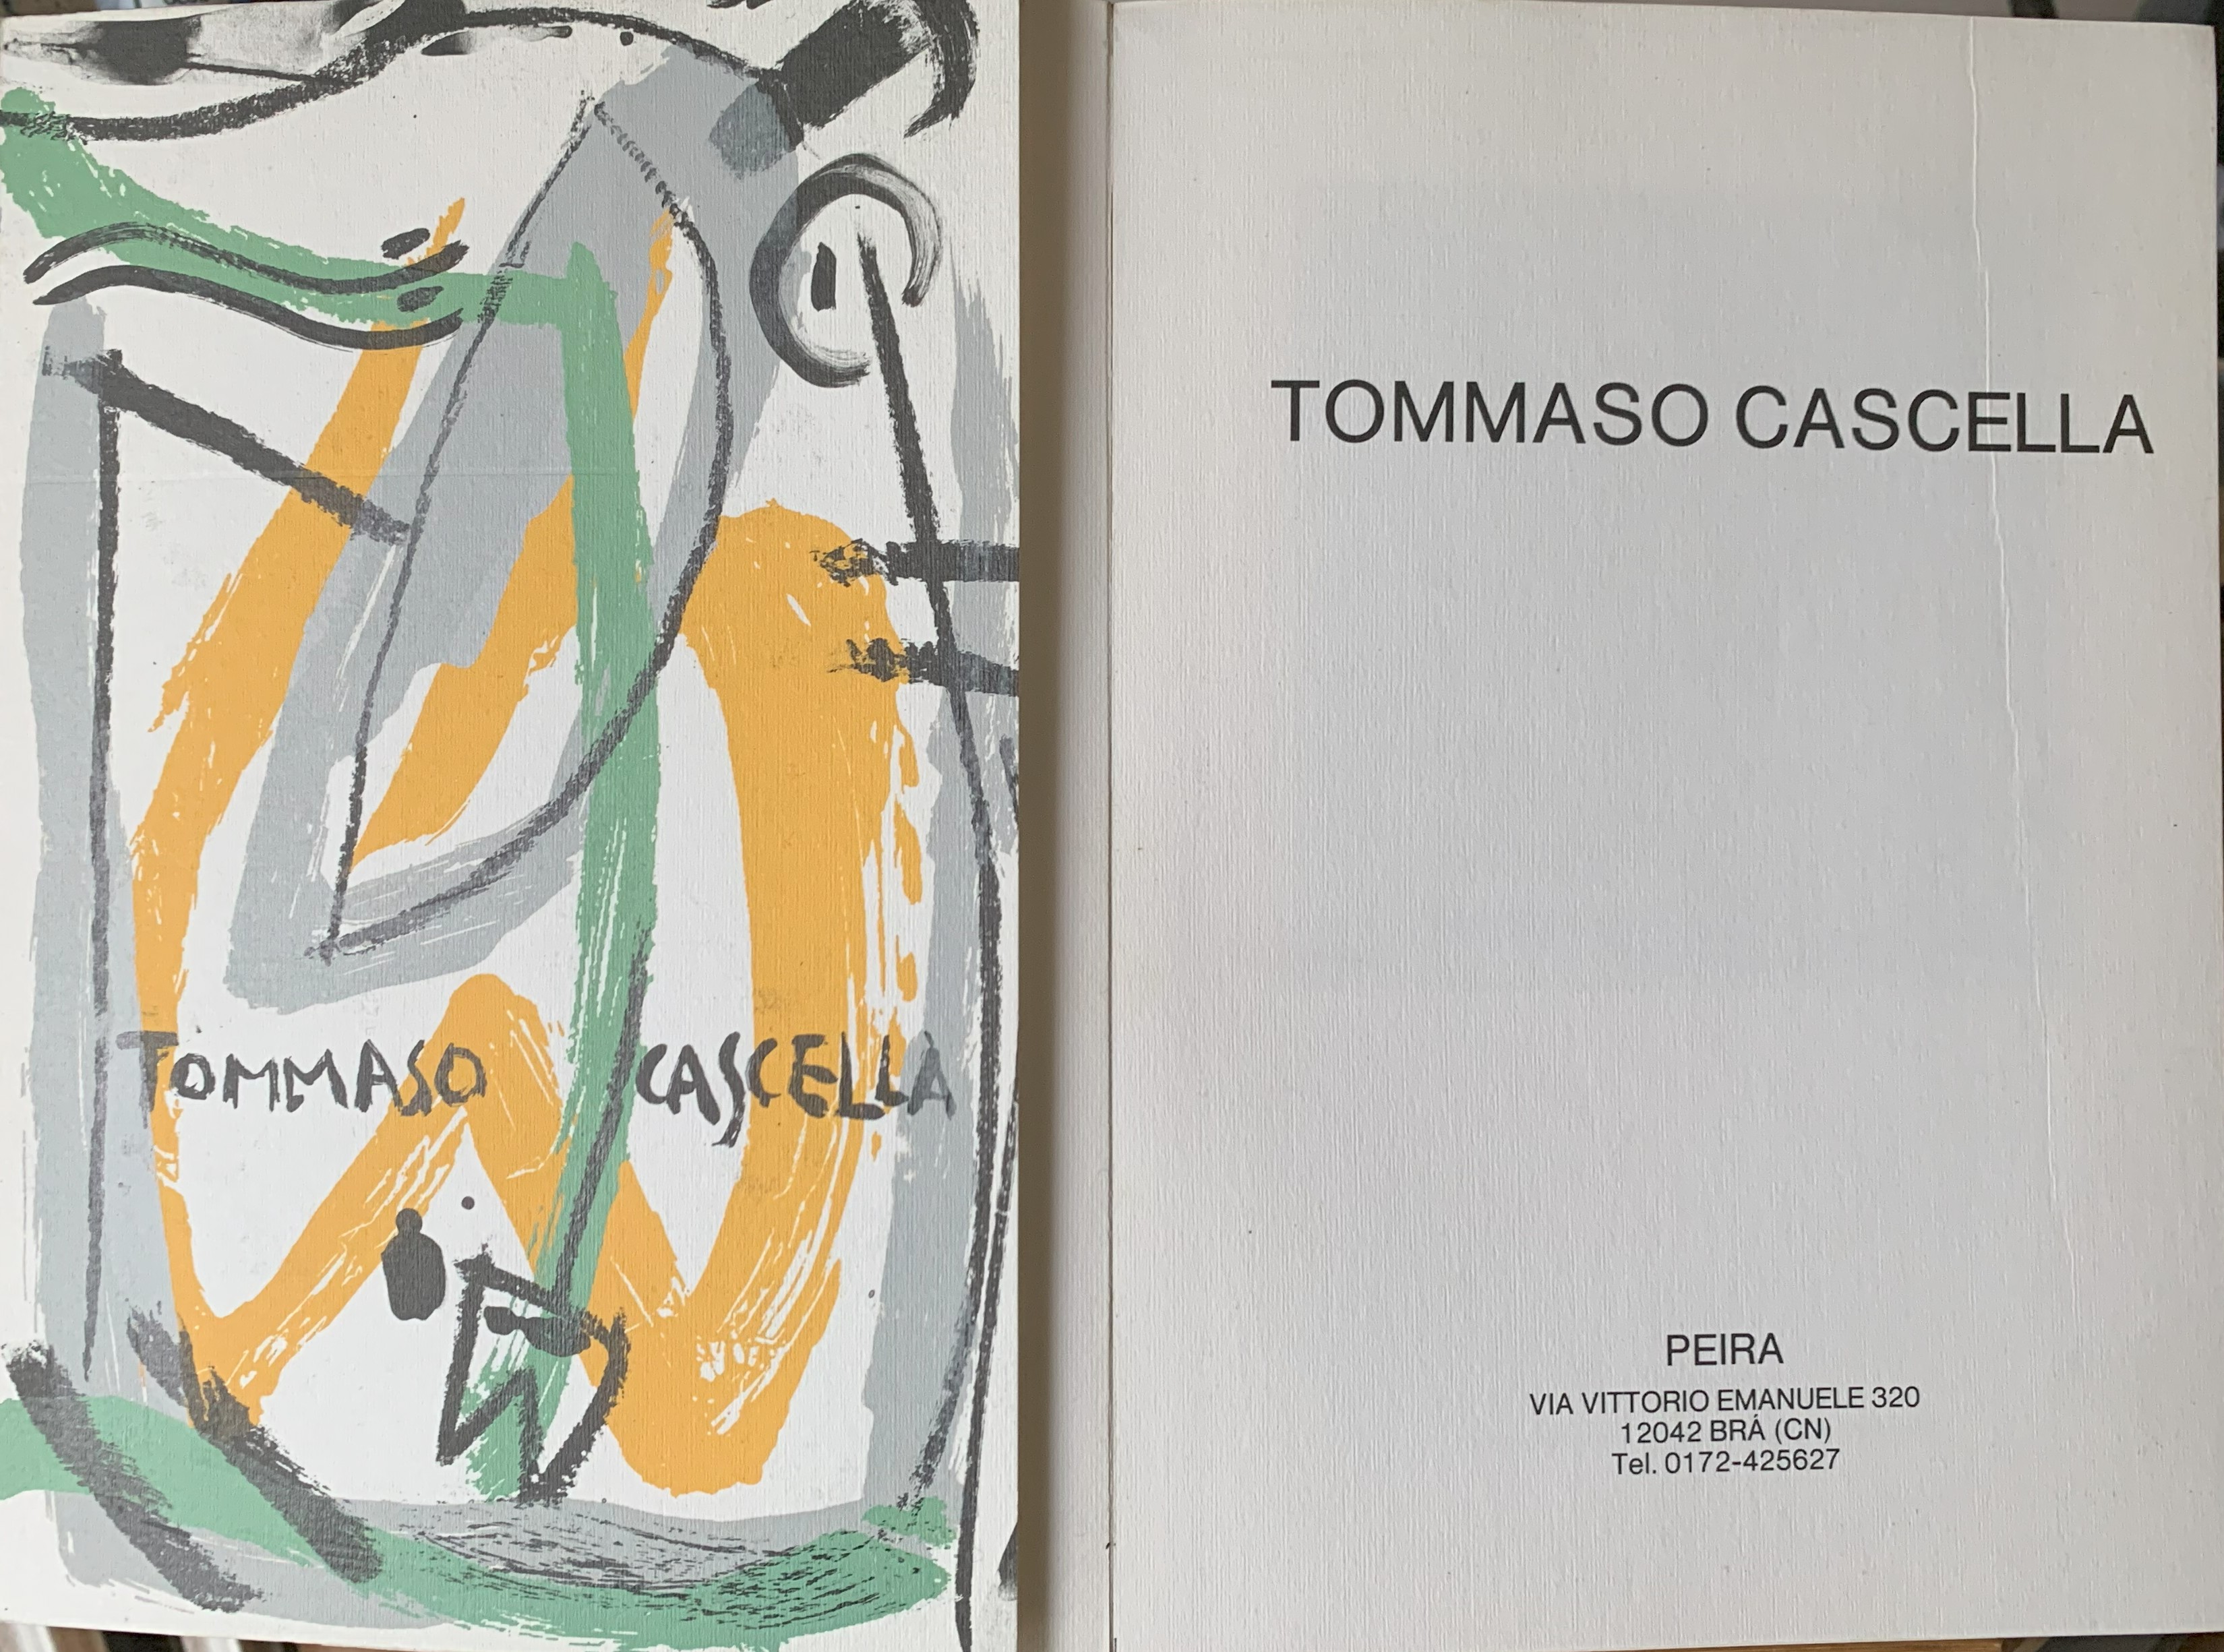 TOMMASO CASCELLA
TOMMASO CASCELLA
PEIRA
VIA VITTORIO EMANUELE 320
12042 BRÁ (CN)
Tel. 0172-425627